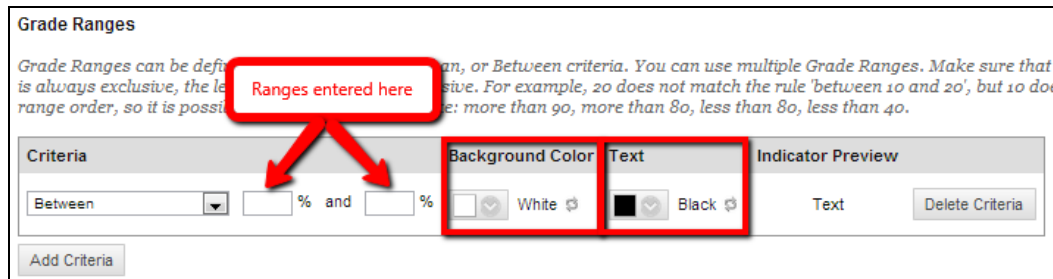 Grade Ranges
Grade Ranges can be defi an, or Between criteria. You can use multiple Grade Ranges. Make sure that
is always exclusive, the le sive. For example, 20 does not match the rule 'between 10 and 20', but 10 doe
range order, so it is possi e: more than 90, more than 80, less than 80, less than 40.
Ranges entered here
Criteria Background Color Text Indicator Preview
Between % and % White Black Text Delete Criteria
Add Criteria